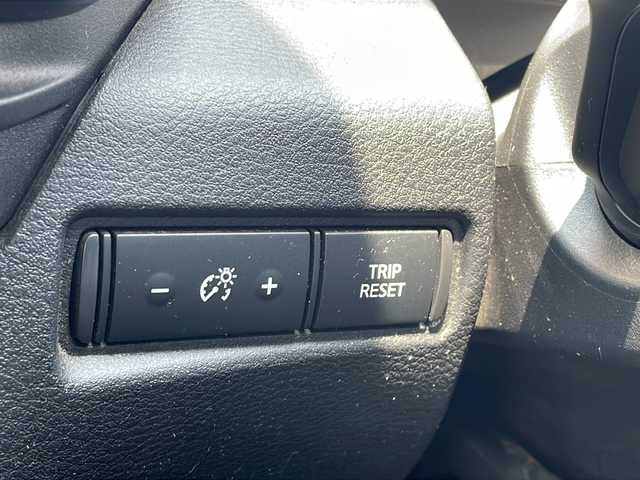 − +
TRIP
RESET